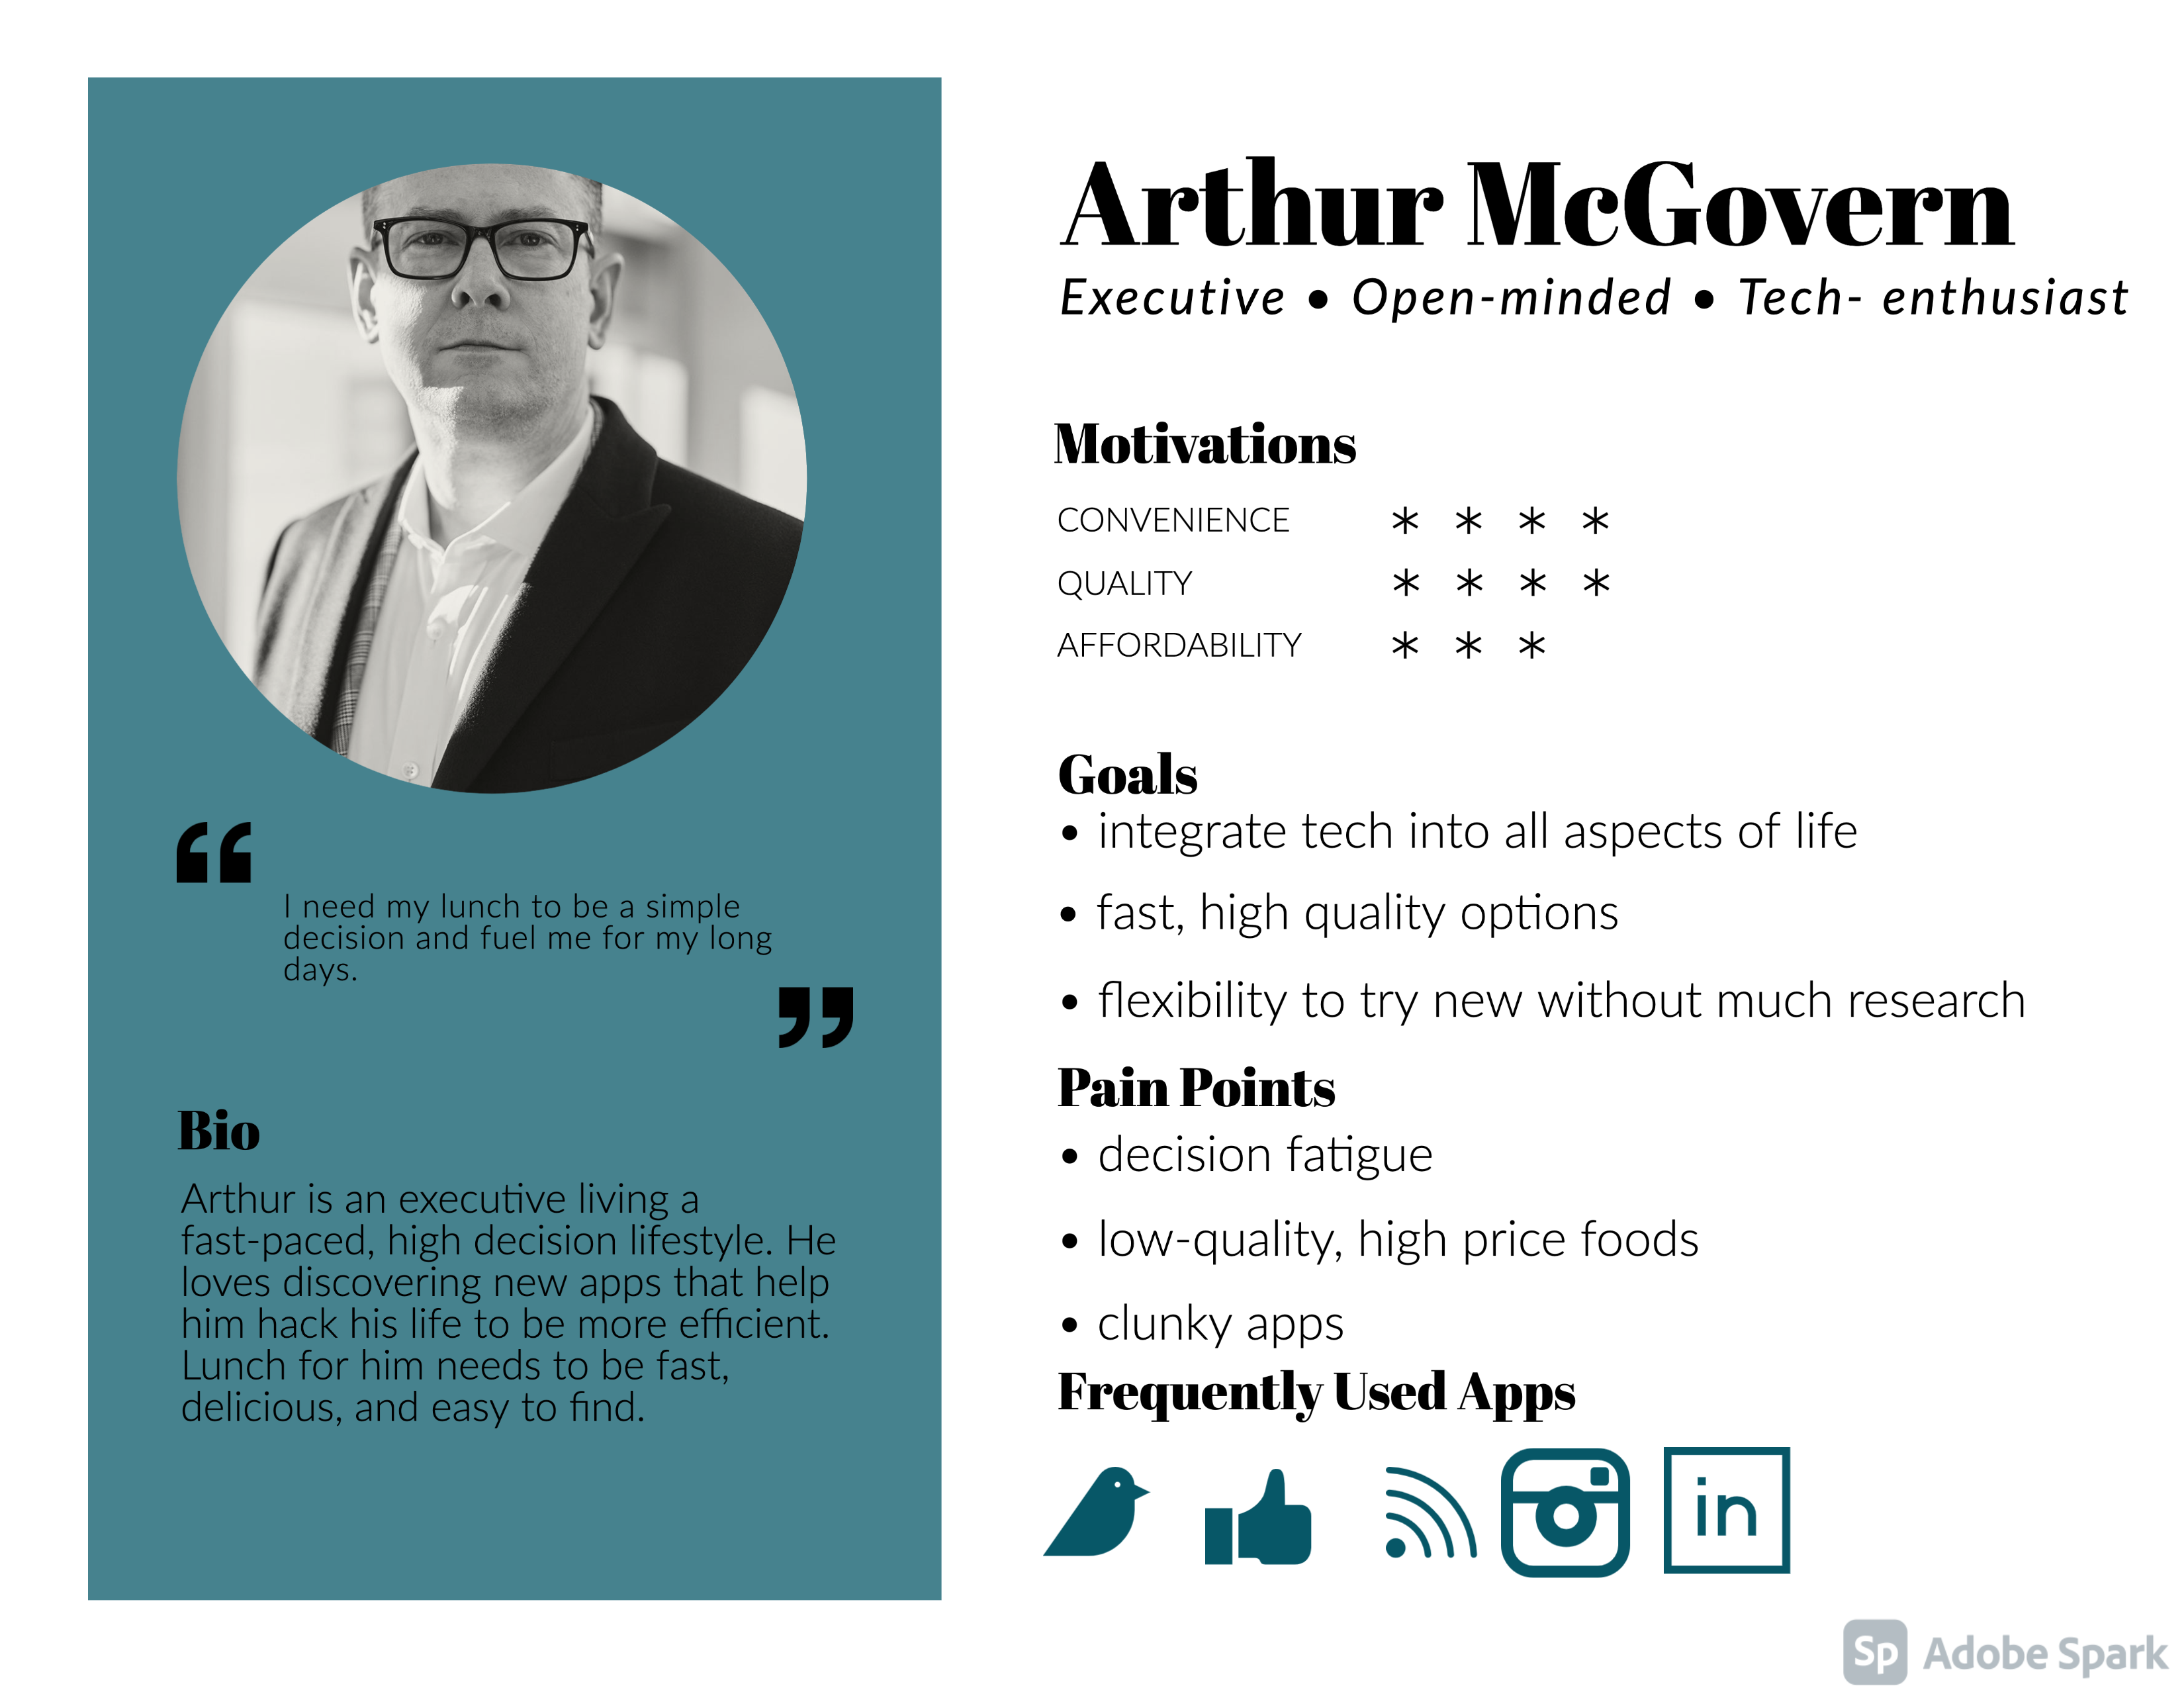 Arthur McGovern
Executive • Open-minded • Tech- enthusiast
Motivations
CONVENIENCE * * * *
QUALITY * * * *
AFFORDABILITY * * *
Goals
• integrate tech into all aspects of life
• fast, high quality options
• flexibility to try new without much research
Pain Points
• decision fatigue
• low-quality, high price foods
• clunky apps
Frequently Used Apps
in
“
I need my lunch to be a simple
decision and fuel me for my long
days.
”
Bio
Arthur is an executive living a
fast-paced, high decision lifestyle. He
loves discovering new apps that help
him hack his life to be more efficient.
Lunch for him needs to be fast,
delicious, and easy to find.
Sp Adobe Spark